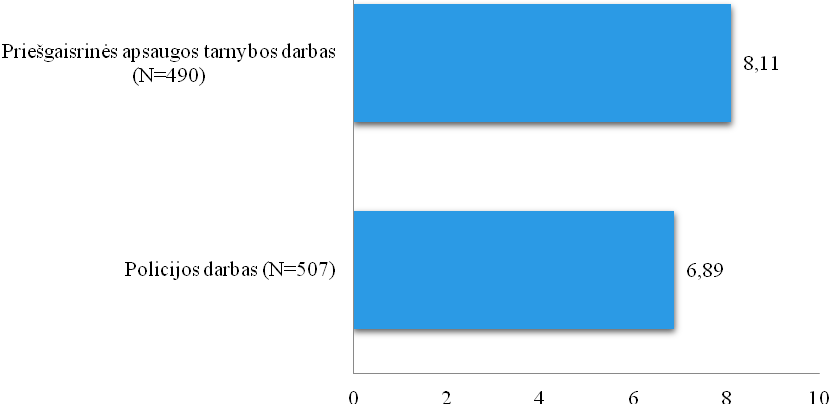 Priešgaisrinės apsaugos tarnybos darbas
(N=490)
8,11
Policijos darbas (N=507)
6,89
0 2 4 6 8 10